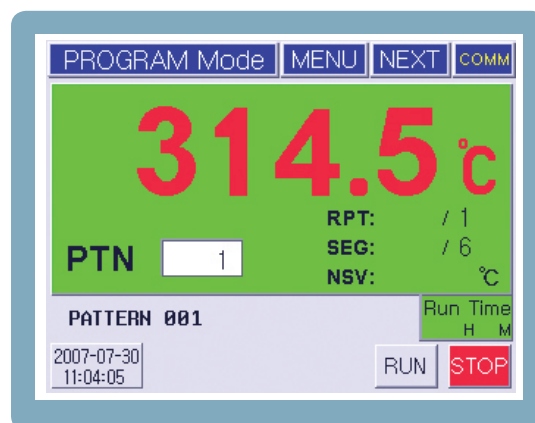 PROGRAM Mode MENU NEXT COMM
314.5 ℃
RPT: / 1
PTN 1 SEG: / 6
NSV: ℃
PATTERN 001 Run Time
H M
2007-07-30
11:04:05 RUN STOP